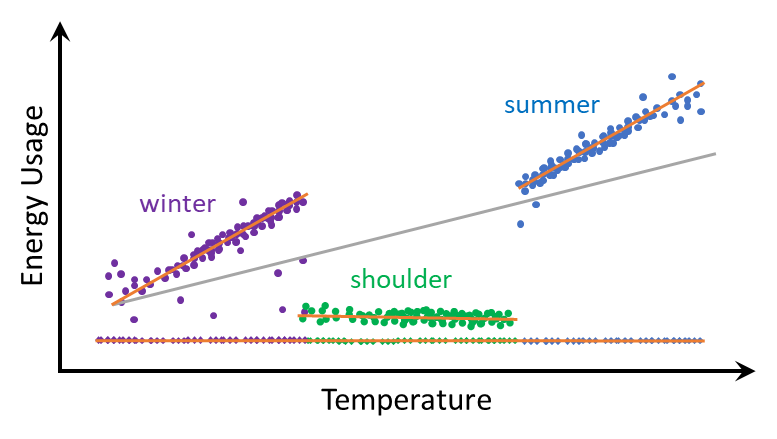 summer
winter
shoulder
Energy Usage
Temperature